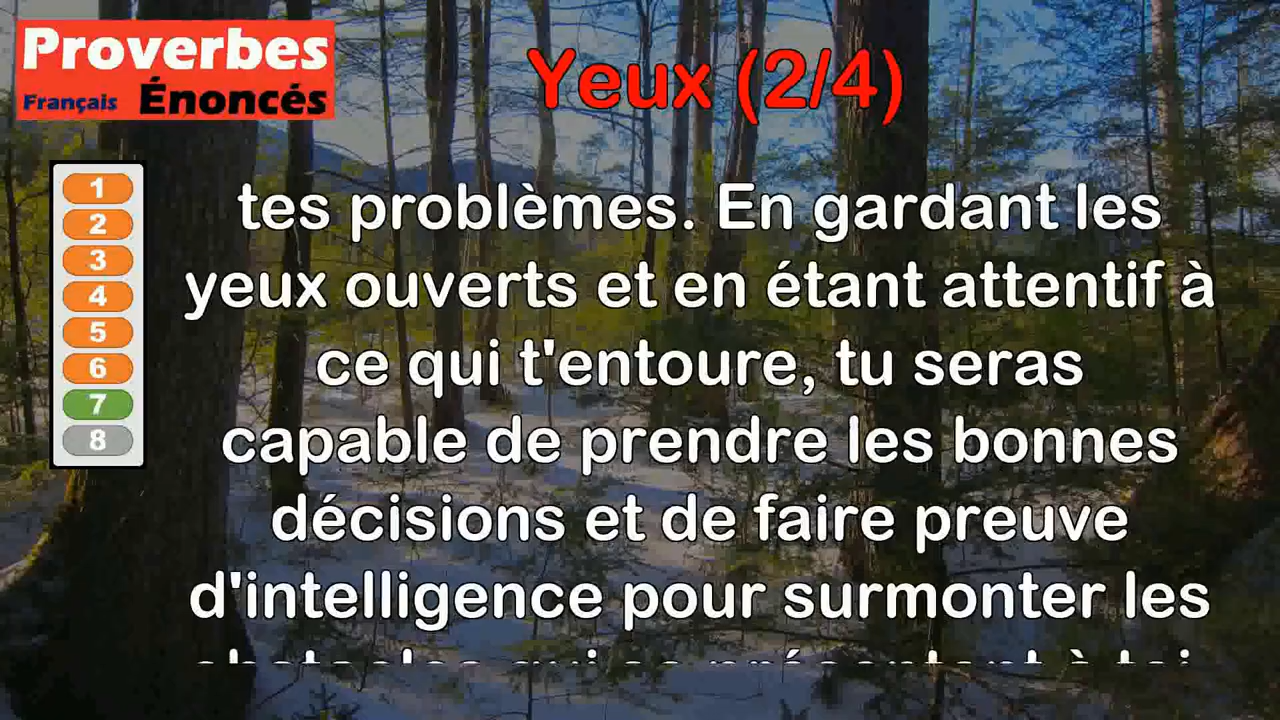 Proverbes
Français Énoncés
Yeux (2/4)
1
2
3
4
5
6
7
8
tes problèmes. En gardant les
yeux ouverts et en étant attentif à
ce qui t'entoure, tu seras
capable de prendre les bonnes
décisions et de faire preuve
d'intelligence pour surmonter les